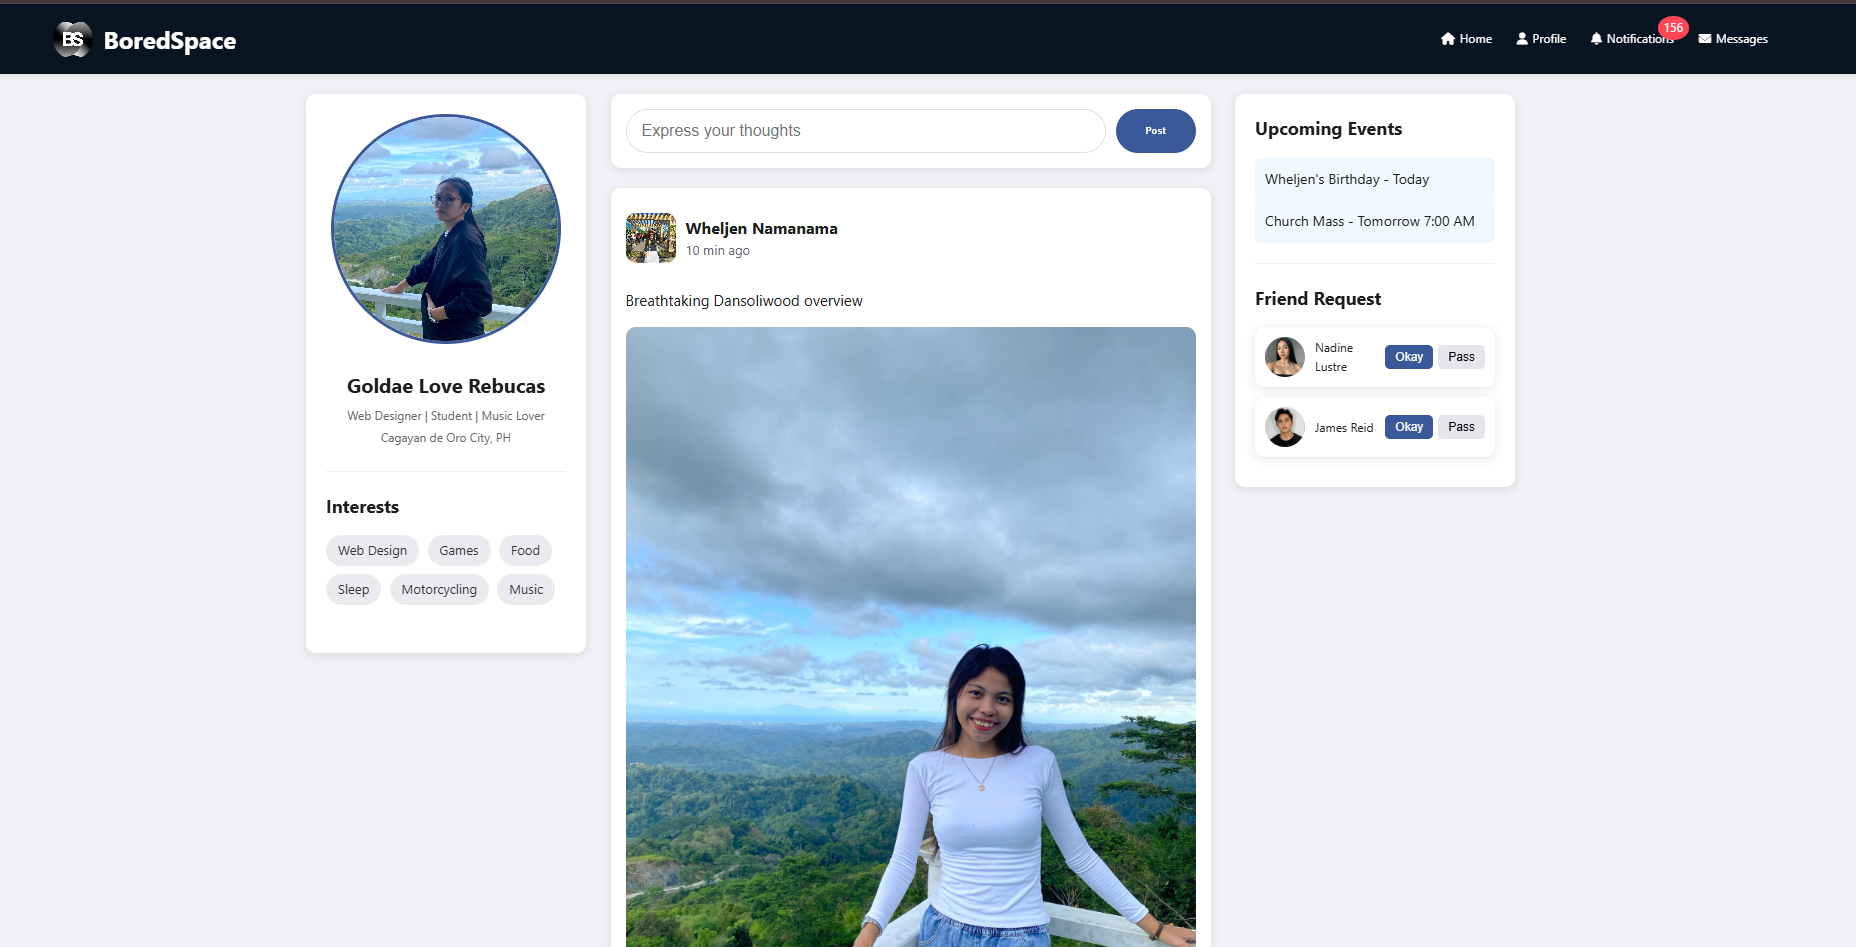 BS BoredSpace
Home Profile Notifications 156 Messages
Goldae Love Rebucas
Web Designer | Student | Music Lover
Cagayan de Oro City, PH
Interests
Web Design Games Food
Sleep Motorcycling Music
Express your thoughts Post
Wheljen Namanama
10 min ago
Breathtaking Dansoliwood overview
Upcoming Events
Wheljen's Birthday - Today
Church Mass - Tomorrow 7:00 AM
Friend Request
Nadine
Lustre
Okay Pass
James Reid Okay Pass